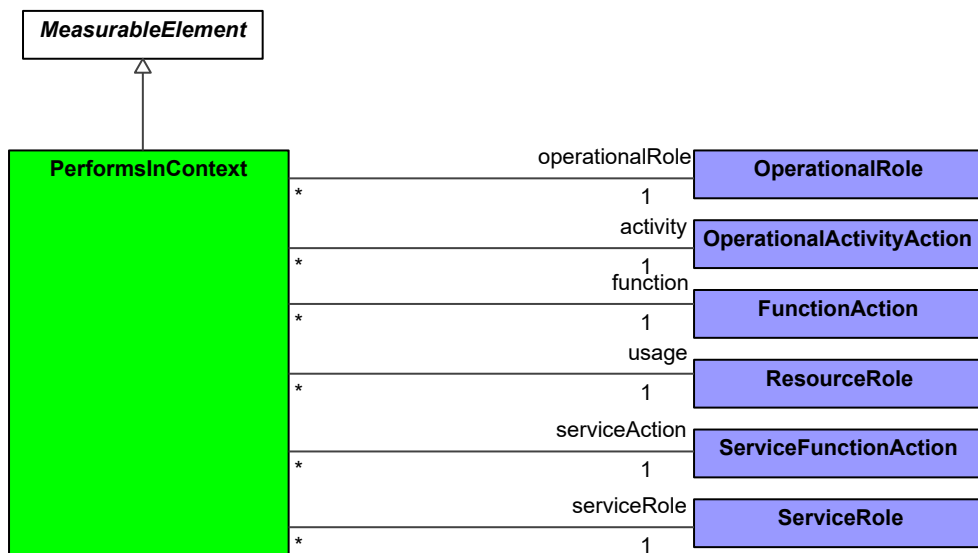 MeasurableElement
PerformsInContext
operationalRole
OperationalRole
* 1
activity
OperationalActivityAction
* 1
function
FunctionAction
* 1
usage
ResourceRole
* 1
serviceAction
ServiceFunctionAction
* 1
serviceRole
ServiceRole
* 1